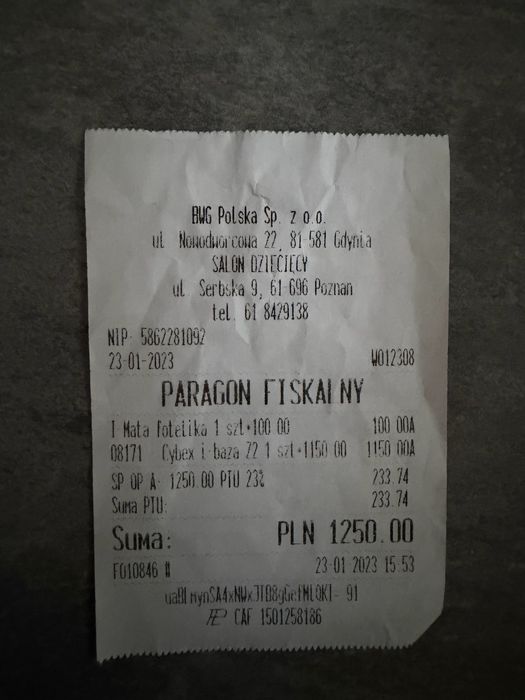 BWG Polska Sp. z o.o.
ul. Nowodworcowa 22, 81-581 Gdynia
SALON DZIECIĘCY
ul. Serbska 9, 61-696 Poznan
tel. 61 8429138
NIP: 5862281092
23-01-2023 W012308
PARAGON FISKALNY
I Mata fotelika 1 szt*100.00 100.00A
08171 Cybex i-baza Z2 1 szt*1150.00 1150.00A
SP OP A: 1250.00 PTU 23% 233.74
Suma PTU: 233.74
Suma: PLN 1250.00
F010846 # 23-01-2023 15:53
CAF 1501258186